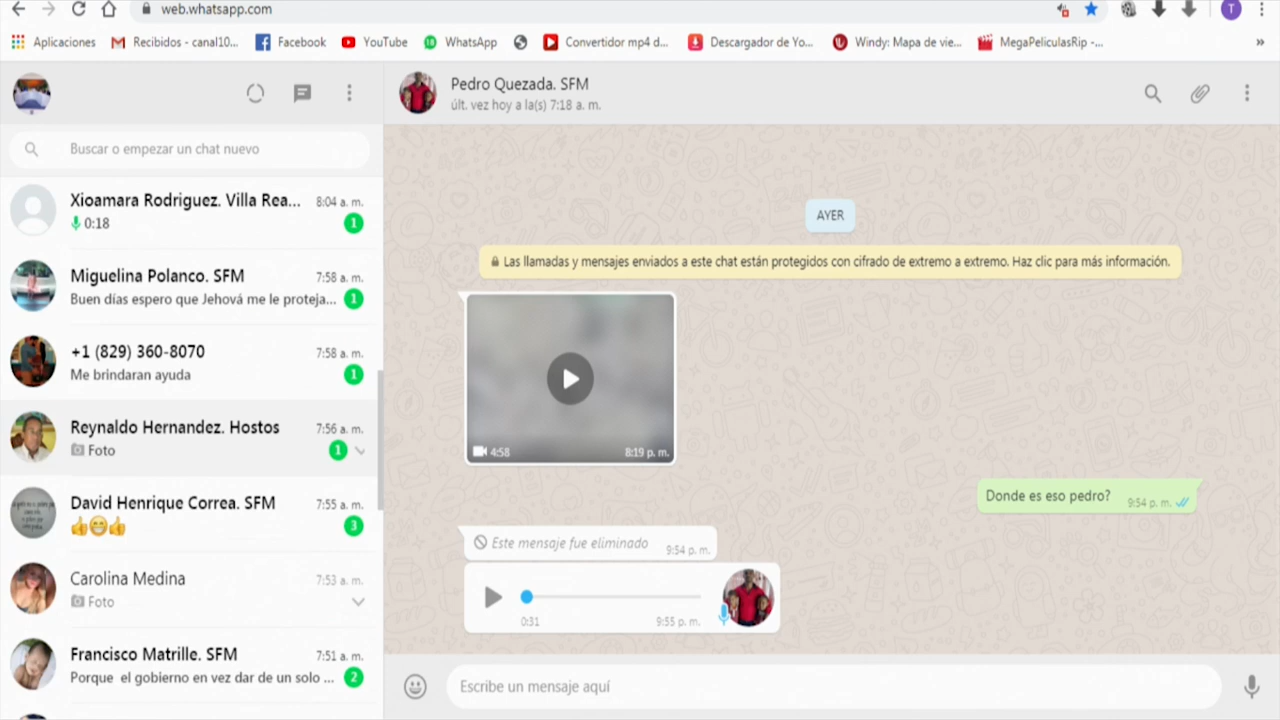 web.whatsapp.com
T
Aplicaciones
Recibidos - canal10...
Facebook
YouTube
WhatsApp
Convertidor mp4 d...
Descargador de Yo...
Windy: Mapa de vie...
MegaPeliculasRip -...
»
Buscar o empezar un chat nuevo
Xioamara Rodriguez. Villa Rea...
8:04 a. m.
0:18
1
Miguelina Polanco. SFM
7:58 a. m.
Buen días espero que Jehová me le proteja...
1
+1 (829) 360-8070
7:58 a. m.
Me brindaran ayuda
1
Reynaldo Hernandez. Hostos
7:56 a. m.
Foto
1
David Henrique Correa. SFM
7:55 a. m.
👍😁👍
3
Carolina Medina
7:53 a. m.
Foto
Francisco Matrille. SFM
7:51 a. m.
Porque el gobierno en vez dar de un solo ...
2
Pedro Quezada. SFM
últ. vez hoy a la(s) 7:18 a. m.
AYER
Las llamadas y mensajes enviados a este chat están protegidos con cifrado de extremo a extremo. Haz clic para más información.
4:58
8:19 p. m.
Donde es eso pedro?
9:54 p. m.
Este mensaje fue eliminado
9:54 p. m.
0:31
9:55 p. m.
Escribe un mensaje aquí